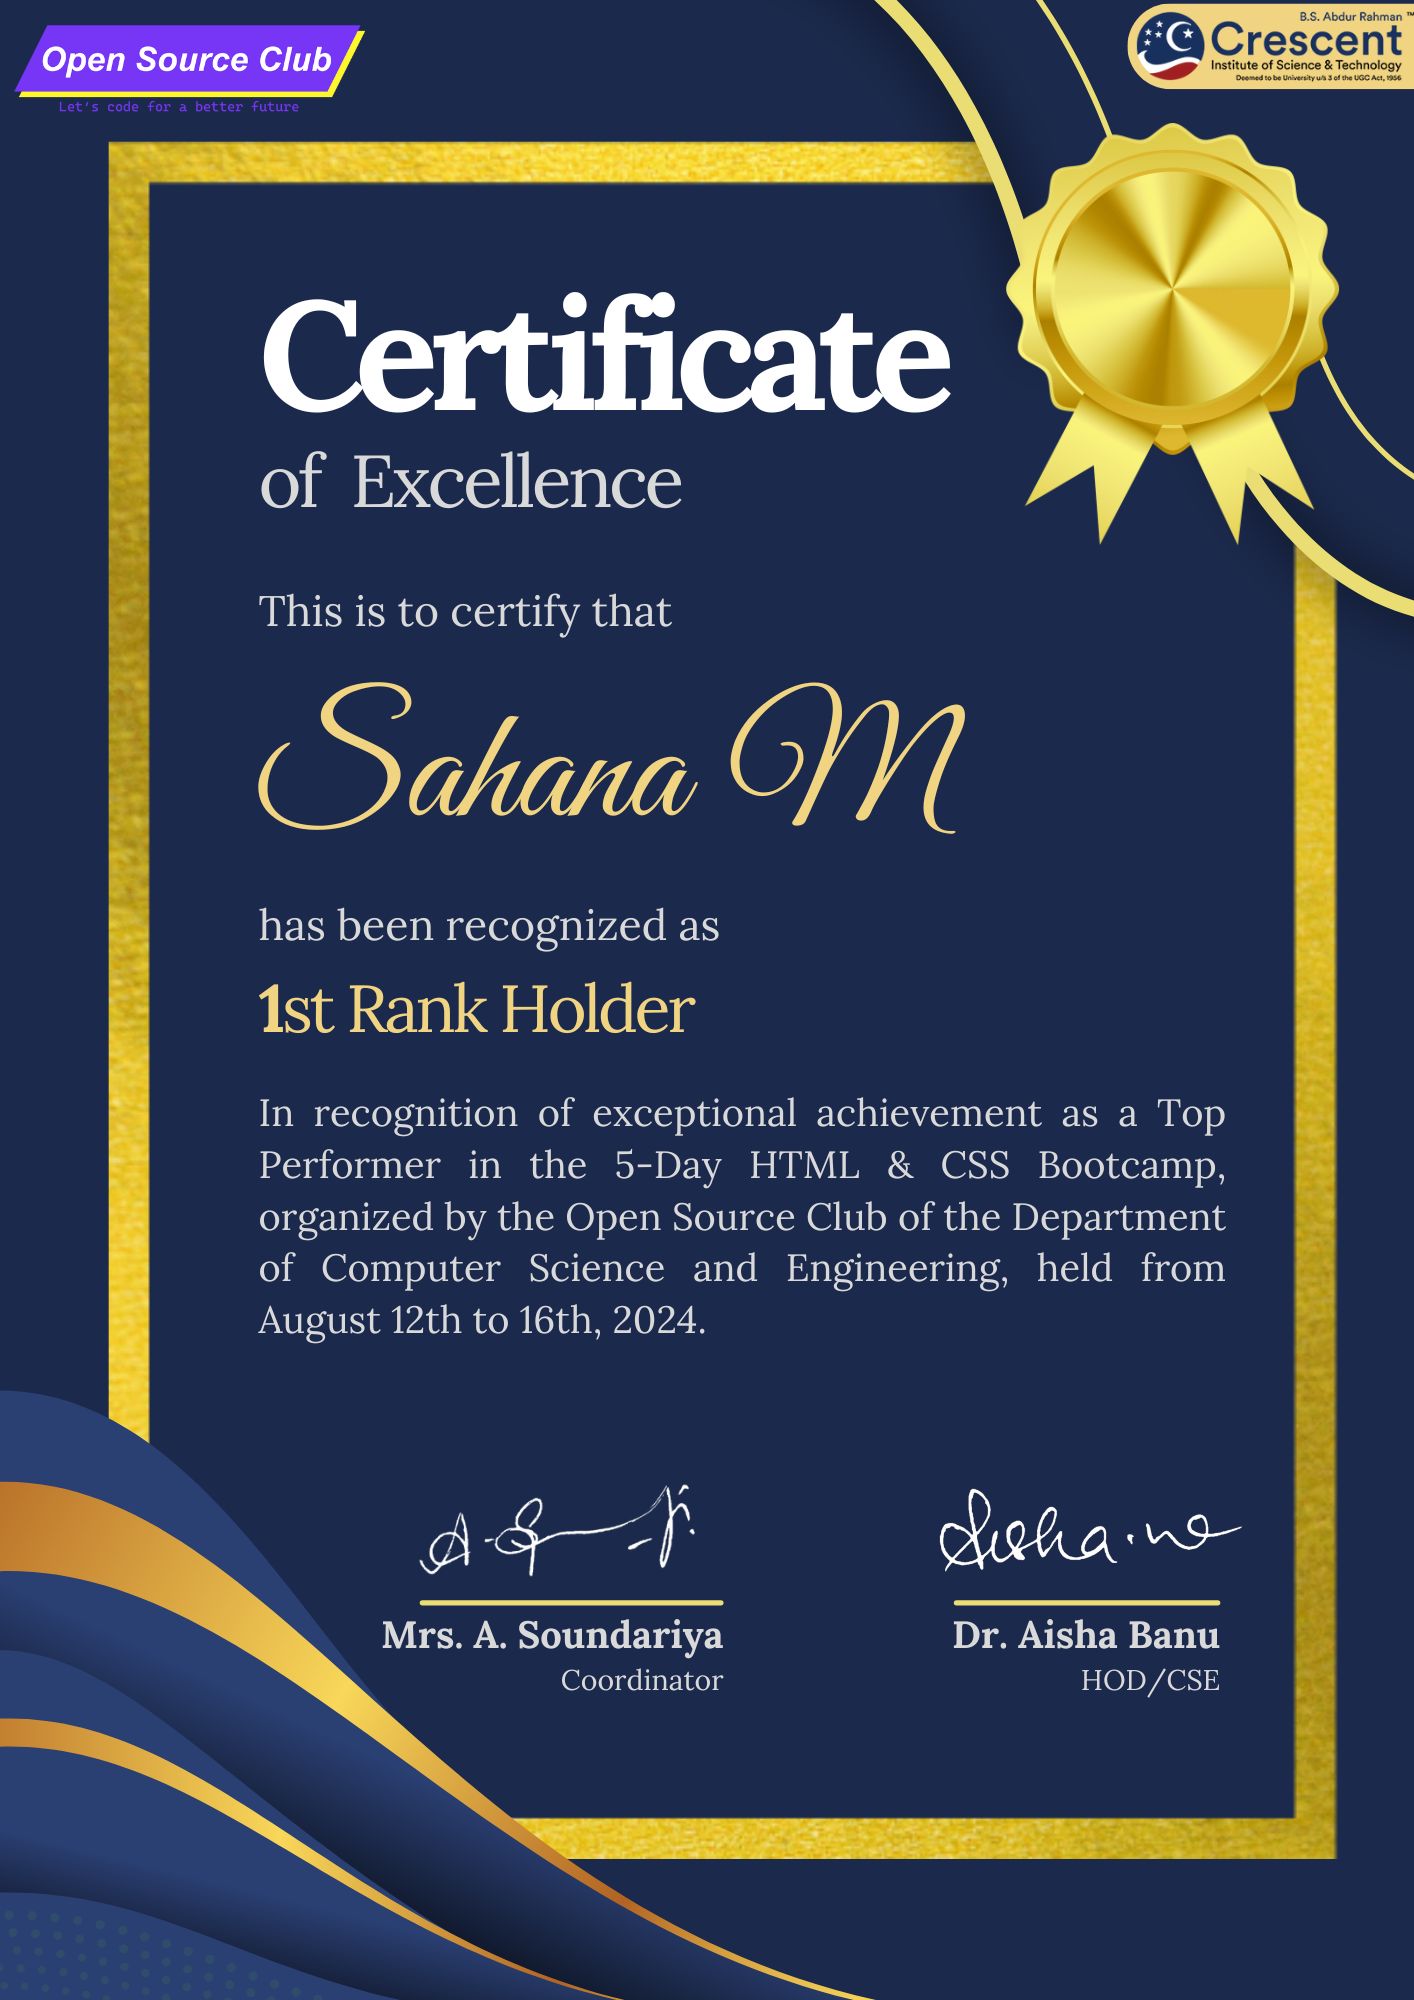 Open Source Club
Let's code for a better future
B.S. Abdur Rahman ™
Crescent
Institute of Science & Technology
Deemed to be University u/s 3 of the UGC Act, 1956
Certificate
of Excellence
This is to certify that
Sahana M
has been recognized as
1st Rank Holder
In recognition of exceptional achievement as a Top
Performer in the 5-Day HTML & CSS Bootcamp,
organized by the Open Source Club of the Department
of Computer Science and Engineering, held from
August 12th to 16th, 2024.
Mrs. A. Soundariya
Coordinator
Dr. Aisha Banu
HOD/CSE